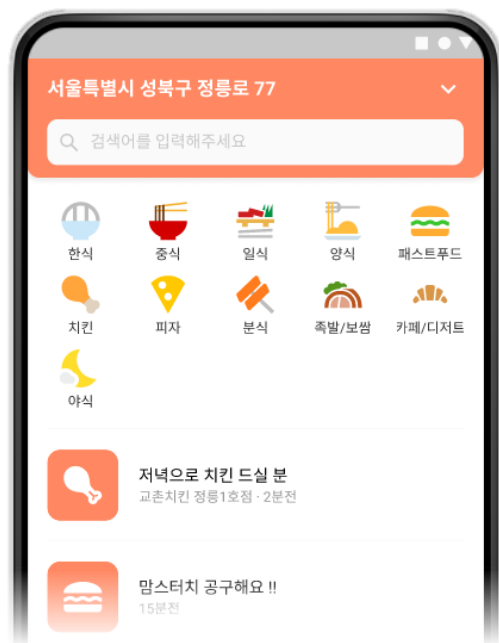 서울특별시 성북구 정릉로 77
검색어를 입력해주세요
한식 중식 일식 양식 패스트푸드
치킨 피자 분식 족발/보쌈 카페/디저트
야식
저녁으로 치킨 드실 분
교촌치킨 정릉1호점 · 2분전
맘스터치 공구해요 !!
15분전